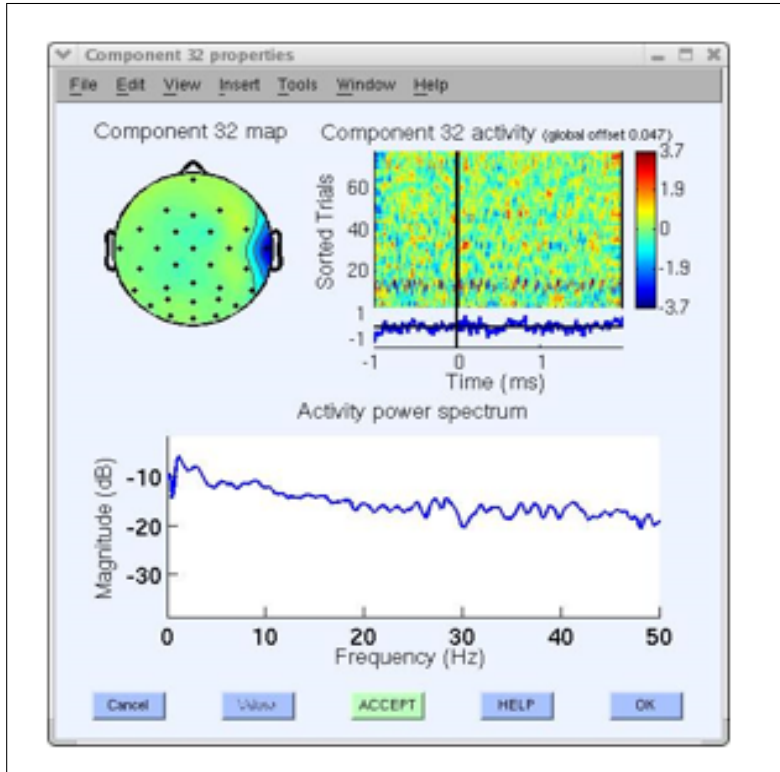 Component 32 properties
File Edit View Insert Tools Window Help
Component 32 map
Component 32 activity (global offset 0.047)
Sorted Trials
60
40
20
1
-1
3.7
1.9
0
-1.9
-3.7
-1 0 1
Time (ms)
Activity power spectrum
Magnitude (dB)
-10
-20
-30
0 10 20 30 40 50
Frequency (Hz)
Cancel Values ACCEPT HELP OK